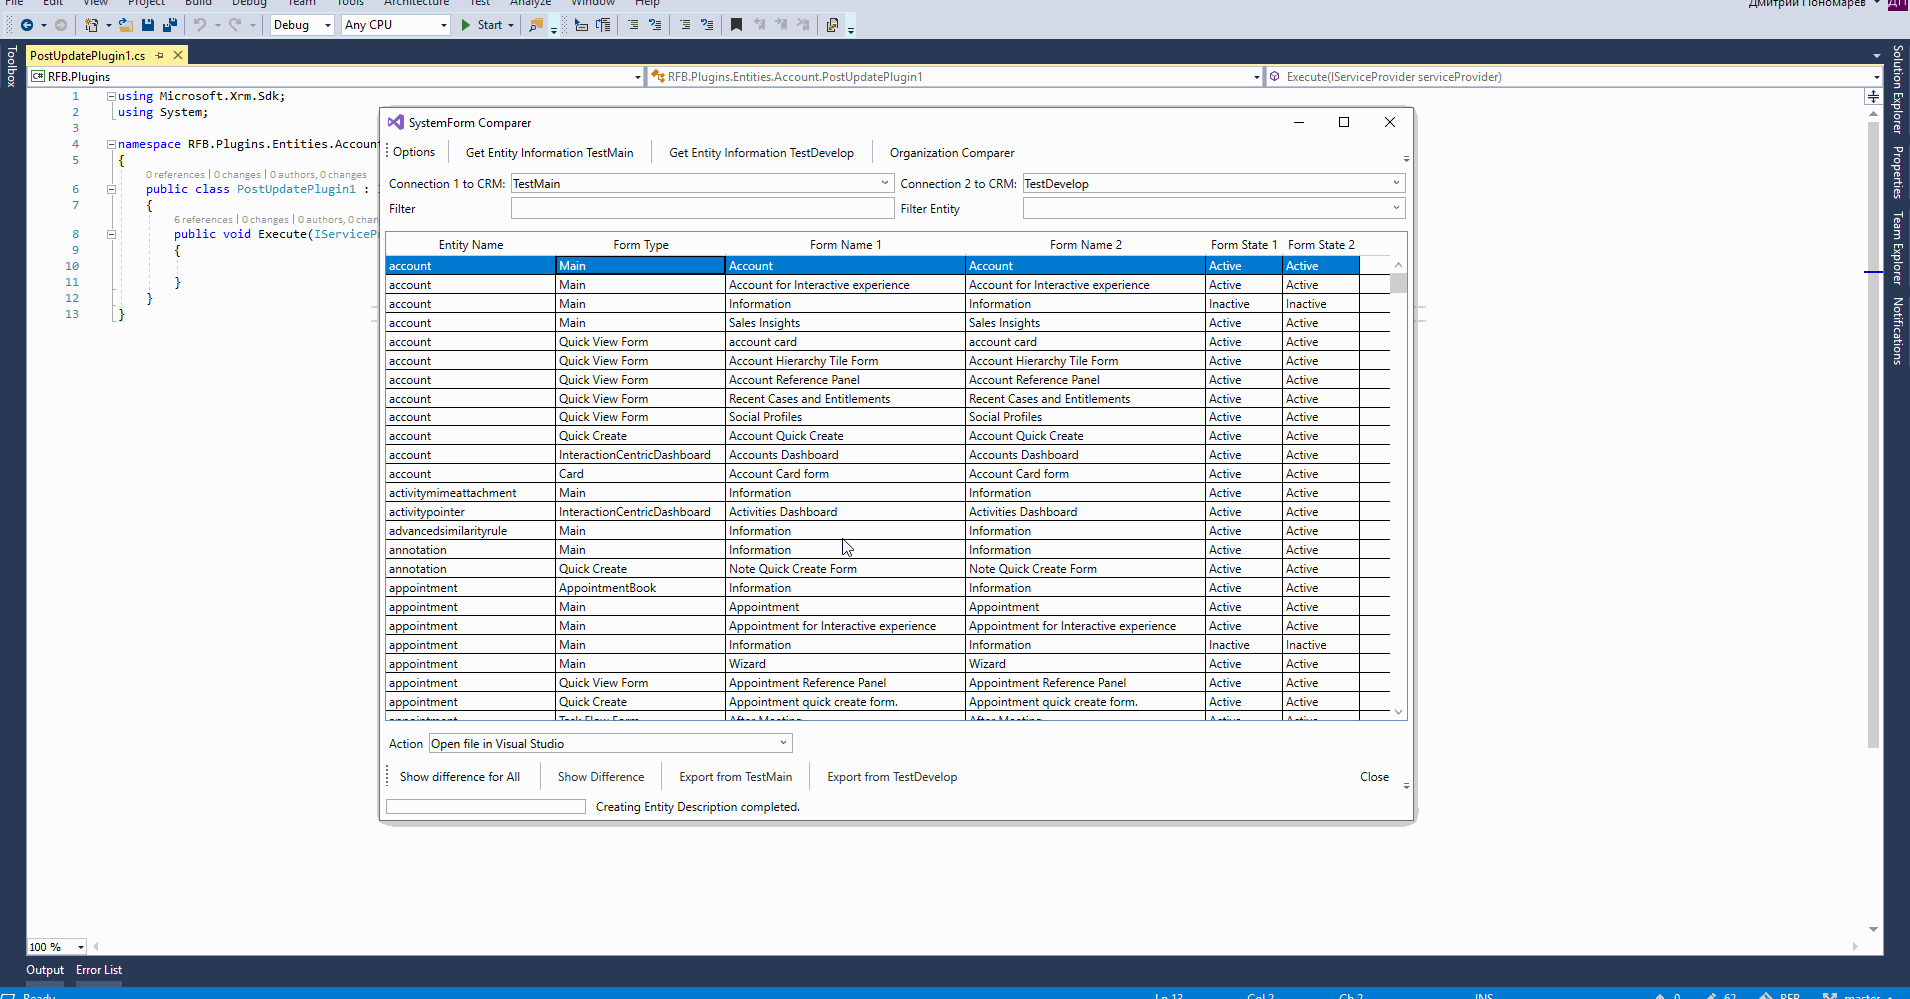 File Edit View Project Build Debug Team Tools Architecture Test Analyze Window Help Дмитрий Пономарев ДП
Debug Any CPU Start
Toolbox
PostUpdatePlugin1.cs
C# RFB.Plugins RFB.Plugins.Entities.Account.PostUpdatePlugin1 Execute(IServiceProvider serviceProvider)
1 using Microsoft.Xrm.Sdk;
2 using System;
3
4 namespace RFB.Plugins.Entities.Accoun
5 {
0 references | 0 changes | 0 authors, 0 changes
6 public class PostUpdatePlugin1 :
7 {
6 references | 0 changes | 0 authors, 0 chan
8 public void Execute(IServiceP
9 {
10
11 }
12 }
13 }
SystemForm Comparer
Options Get Entity Information TestMain Get Entity Information TestDevelop Organization Comparer
Connection 1 to CRM: TestMain Connection 2 to CRM: TestDevelop
Filter Filter Entity
Entity Name Form Type Form Name 1 Form Name 2 Form State 1 Form State 2
account Main Account Account Active Active
account Main Account for Interactive experience Account for Interactive experience Active Active
account Main Information Information Inactive Inactive
account Main Sales Insights Sales Insights Active Active
account Quick View Form account card account card Active Active
account Quick View Form Account Hierarchy Tile Form Account Hierarchy Tile Form Active Active
account Quick View Form Account Reference Panel Account Reference Panel Active Active
account Quick View Form Recent Cases and Entitlements Recent Cases and Entitlements Active Active
account Quick View Form Social Profiles Social Profiles Active Active
account Quick Create Account Quick Create Account Quick Create Active Active
account InteractionCentricDashboard Accounts Dashboard Accounts Dashboard Active Active
account Card Account Card form Account Card form Active Active
activitymimeattachment Main Information Information Active Active
activitypointer InteractionCentricDashboard Activities Dashboard Activities Dashboard Active Active
advancedsimilarityrule Main Information Information Active Active
annotation Main Information Information Active Active
annotation Quick Create Note Quick Create Form Note Quick Create Form Active Active
appointment AppointmentBook Information Information Active Active
appointment Main Appointment Appointment Active Active
appointment Main Appointment for Interactive experience Appointment for Interactive experience Active Active
appointment Main Information Information Inactive Inactive
appointment Main Wizard Wizard Active Active
appointment Quick View Form Appointment Reference Panel Appointment Reference Panel Active Active
appointment Quick Create Appointment quick create form. Appointment quick create form. Active Active
appointment Task Flow Form After Meeting After Meeting Active Active
Action Open file in Visual Studio
Show difference for All Show Difference Export from TestMain Export from TestDevelop Close
Creating Entity Description completed.
Solution Explorer
Properties
Team Explorer
Notifications
100 %
Output Error List
Ready Ln 13 Col 2 Ch 2 INS 0 62 RFB master